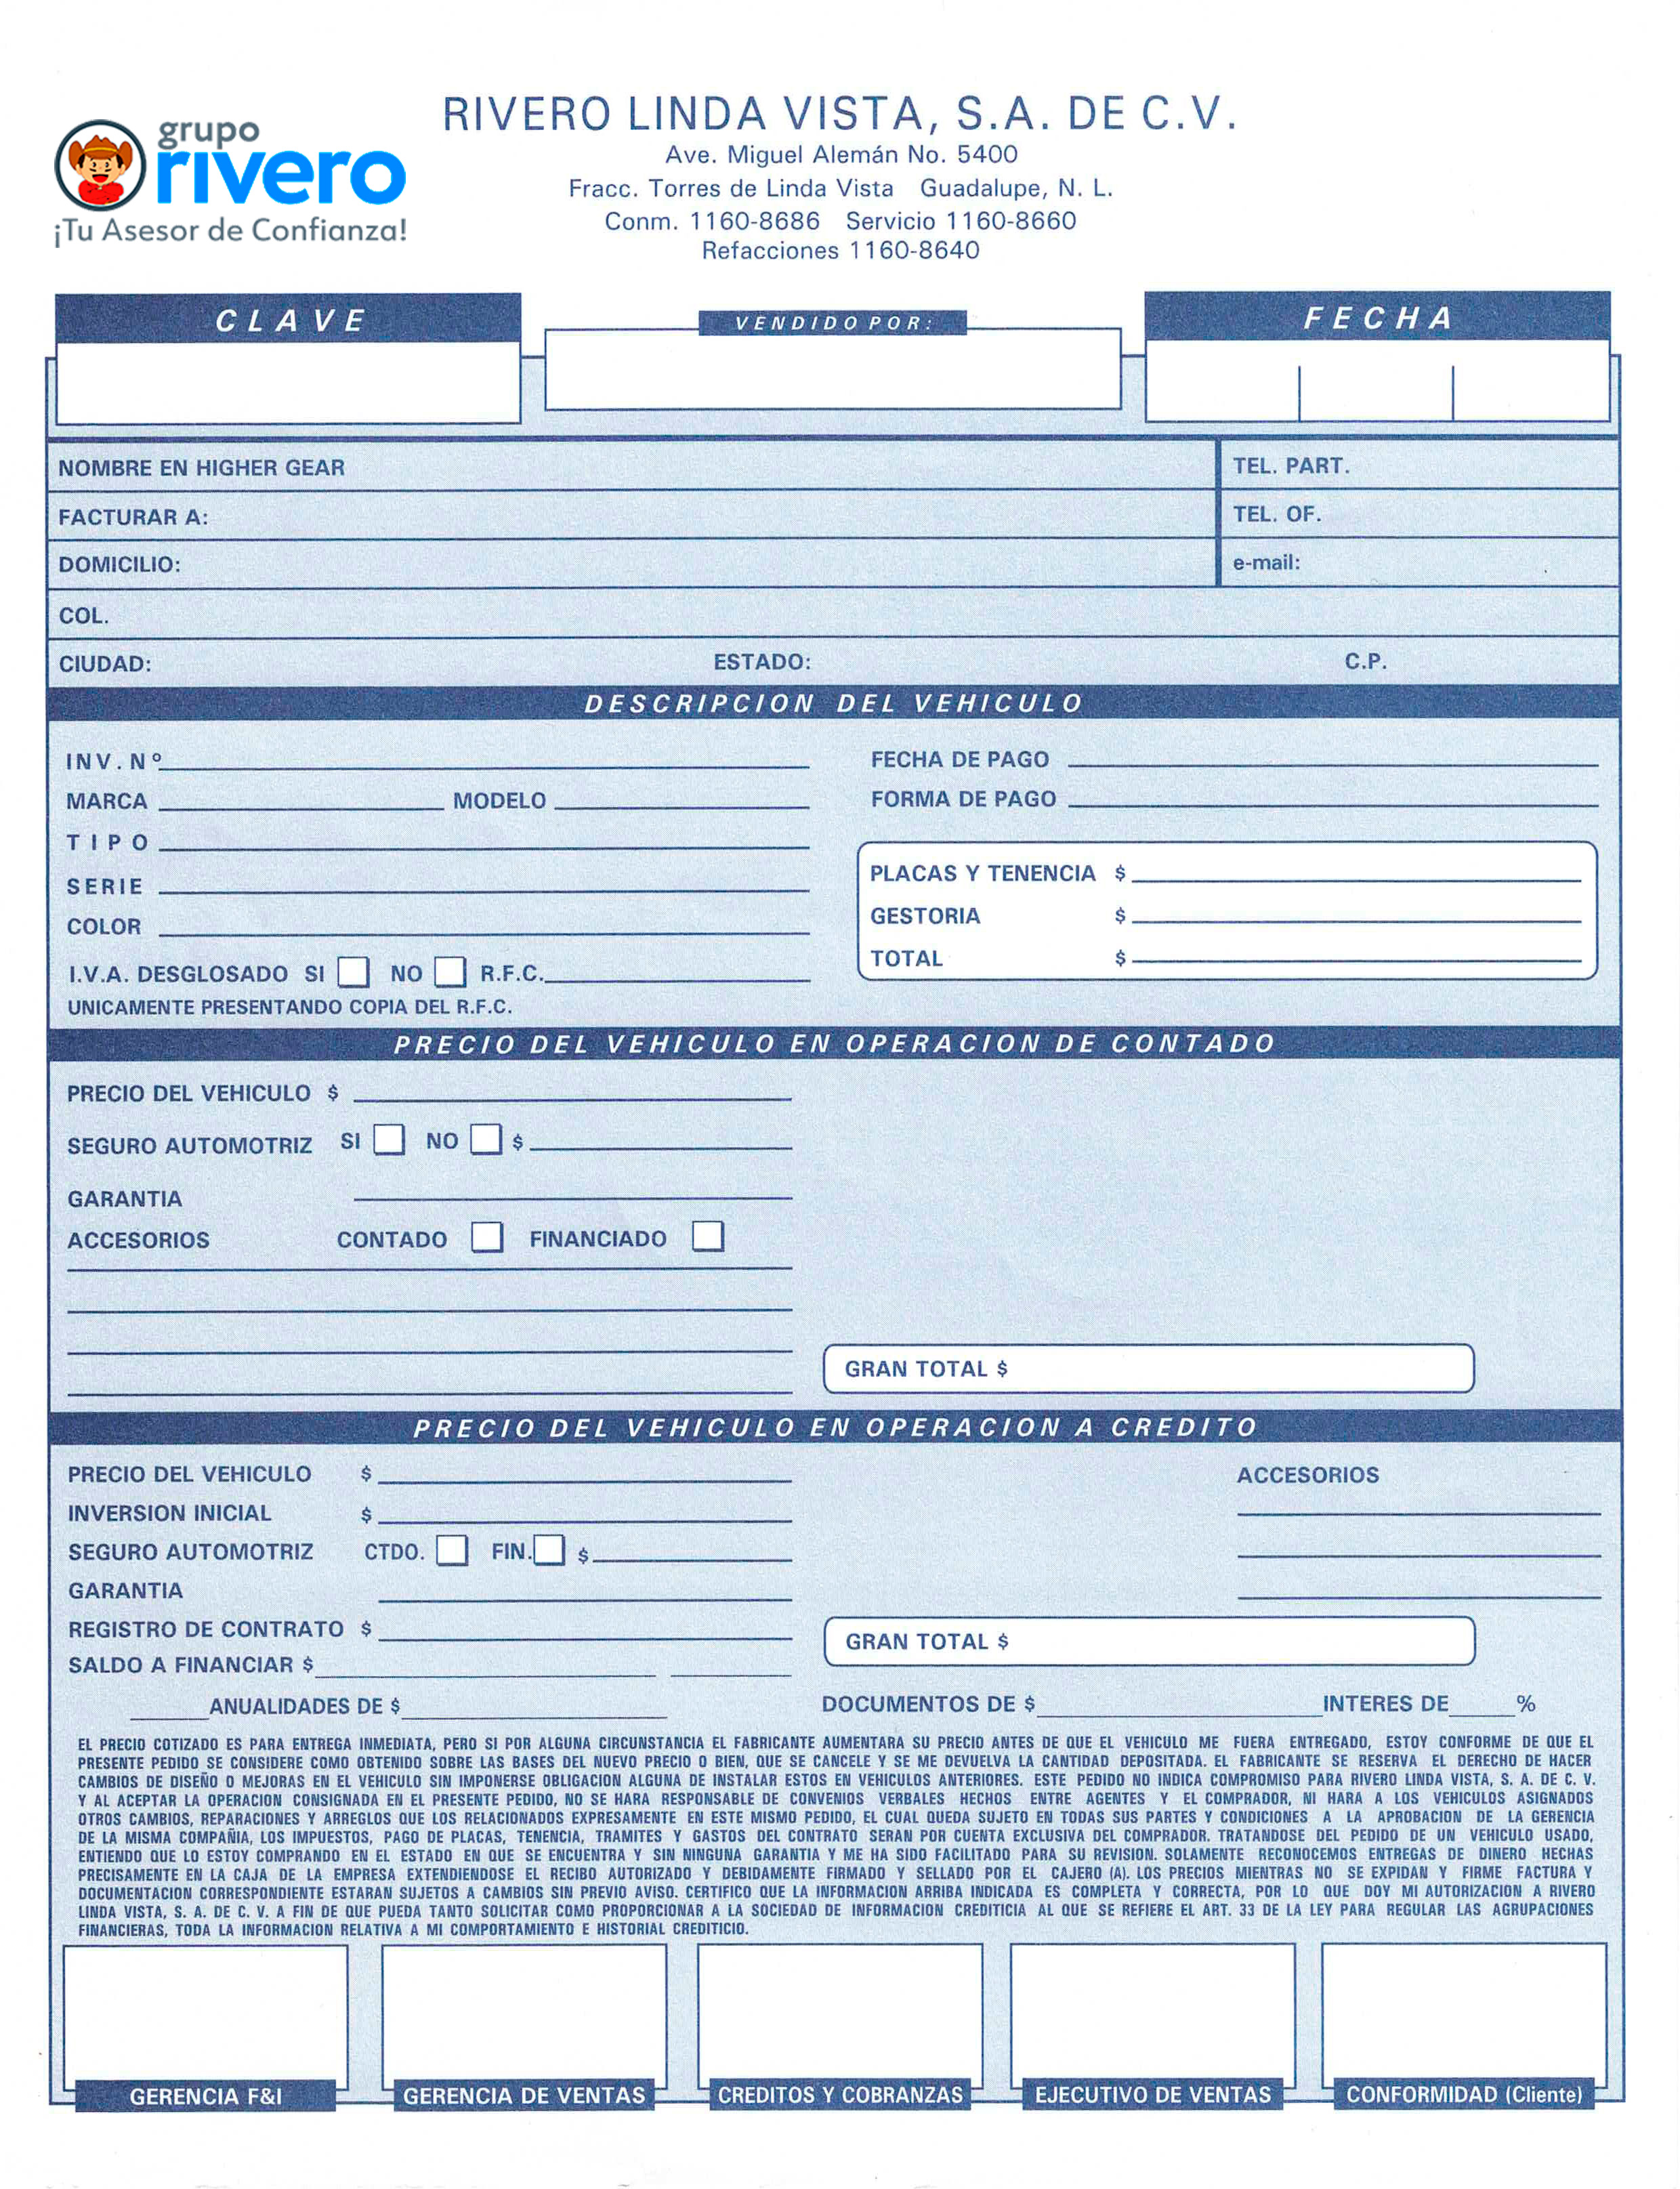 grupo
rivero
¡Tu Asesor de Confianza!
RIVERO LINDA VISTA, S.A. DE C.V.
Ave. Miguel Alemán No. 5400
Fracc. Torres de Linda Vista Guadalupe, N. L.
Conm. 1160-8686 Servicio 1160-8660
Refacciones 1160-8640
CLAVE VENDIDO POR: FECHA
NOMBRE EN HIGHER GEAR TEL. PART.
FACTURAR A: TEL. OF.
DOMICILIO: e-mail:
COL.
CIUDAD: ESTADO: C.P.
DESCRIPCION DEL VEHICULO
INV. Nº FECHA DE PAGO
MARCA MODELO FORMA DE PAGO
TIPO
SERIE PLACAS Y TENENCIA $
COLOR GESTORIA $
TOTAL $
I.V.A. DESGLOSADO SI NO R.F.C.
UNICAMENTE PRESENTANDO COPIA DEL R.F.C.
PRECIO DEL VEHICULO EN OPERACION DE CONTADO
PRECIO DEL VEHICULO $
SEGURO AUTOMOTRIZ SI NO $
GARANTIA
ACCESORIOS CONTADO FINANCIADO
GRAN TOTAL $
PRECIO DEL VEHICULO EN OPERACION A CREDITO
PRECIO DEL VEHICULO $ ACCESORIOS
INVERSION INICIAL $
SEGURO AUTOMOTRIZ CTDO. FIN. $
GARANTIA
REGISTRO DE CONTRATO $ GRAN TOTAL $
SALDO A FINANCIAR $
ANUALIDADES DE $ DOCUMENTOS DE $ INTERES DE %
EL PRECIO COTIZADO ES PARA ENTREGA INMEDIATA, PERO SI POR ALGUNA CIRCUNSTANCIA EL FABRICANTE AUMENTARA SU PRECIO ANTES DE QUE EL VEHICULO ME FUERA ENTREGADO, ESTOY CONFORME DE QUE EL
PRESENTE PEDIDO SE CONSIDERE COMO OBTENIDO SOBRE LAS BASES DEL NUEVO PRECIO O BIEN, QUE SE CANCELE Y SE ME DEVUELVA LA CANTIDAD DEPOSITADA. EL FABRICANTE SE RESERVA EL DERECHO DE HACER
CAMBIOS DE DISEÑO O MEJORAS EN EL VEHICULO SIN IMPONERSE OBLIGACION ALGUNA DE INSTALAR ESTOS EN VEHICULOS ANTERIORES. ESTE PEDIDO NO INDICA COMPROMISO PARA RIVERO LINDA VISTA, S. A. DE C. V.
Y AL ACEPTAR LA OPERACION CONSIGNADA EN EL PRESENTE PEDIDO, NO SE HARA RESPONSABLE DE CONVENIOS VERBALES HECHOS ENTRE AGENTES Y EL COMPRADOR, NI HARA A LOS VEHICULOS ASIGNADOS
OTROS CAMBIOS, REPARACIONES Y ARREGLOS QUE LOS RELACIONADOS EXPRESAMENTE EN ESTE MISMO PEDIDO, EL CUAL QUEDA SUJETO EN TODAS SUS PARTES Y CONDICIONES A LA APROBACION DE LA GERENCIA
DE LA MISMA COMPAÑIA, LOS IMPUESTOS, PAGO DE PLACAS, TENENCIA, TRAMITES Y GASTOS DEL CONTRATO SERAN POR CUENTA EXCLUSIVA DEL COMPRADOR. TRATANDOSE DEL PEDIDO DE UN VEHICULO USADO,
ENTIENDO QUE LO ESTOY COMPRANDO EN EL ESTADO EN QUE SE ENCUENTRA Y SIN NINGUNA GARANTIA Y ME HA SIDO FACILITADO PARA SU REVISION. SOLAMENTE RECONOCEMOS ENTREGAS DE DINERO HECHAS
PRECISAMENTE EN LA CAJA DE LA EMPRESA EXTENDIENDOSE EL RECIBO AUTORIZADO Y DEBIDAMENTE FIRMADO Y SELLADO POR EL CAJERO (A). LOS PRECIOS MIENTRAS NO SE EXPIDAN Y FIRME FACTURA Y
DOCUMENTACION CORRESPONDIENTE ESTARAN SUJETOS A CAMBIOS SIN PREVIO AVISO. CERTIFICO QUE LA INFORMACION ARRIBA INDICADA ES COMPLETA Y CORRECTA, POR LO QUE DOY MI AUTORIZACION A RIVERO
LINDA VISTA, S. A. DE C. V. A FIN DE QUE PUEDA TANTO SOLICITAR COMO PROPORCIONAR A LA SOCIEDAD DE INFORMACION CREDITICIA AL QUE SE REFIERE EL ART. 33 DE LA LEY PARA REGULAR LAS AGRUPACIONES
FINANCIERAS, TODA LA INFORMACION RELATIVA A MI COMPORTAMIENTO E HISTORIAL CREDITICIO.
GERENCIA F&I GERENCIA DE VENTAS CREDITOS Y COBRANZAS EJECUTIVO DE VENTAS CONFORMIDAD (Cliente)